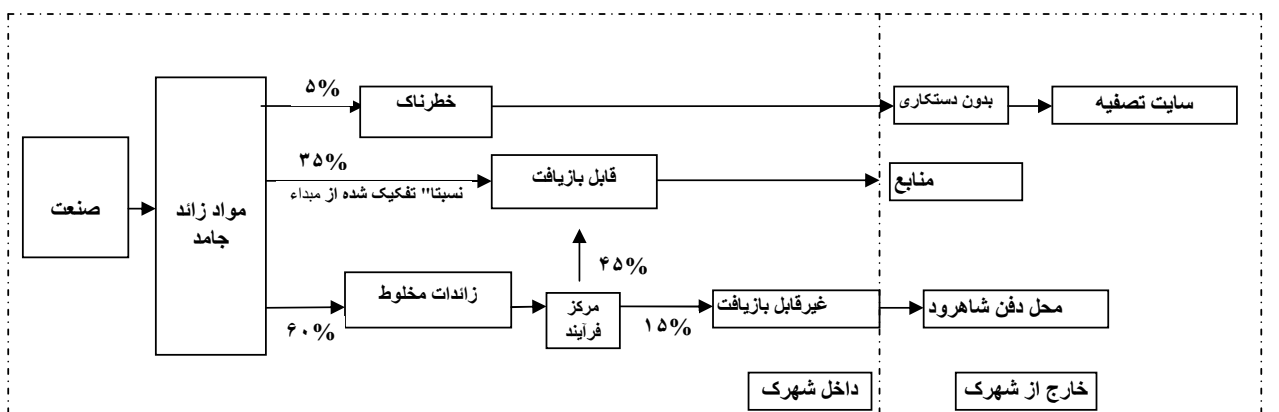 صنعت
مواد زائد
جامد
۵%
خطرناک
بدون دستکاری
سایت تصفیه
۳۵%
نسبتا" تفکیک شده از مبداء
قابل بازیافت
منابع
۴۵%
۶۰%
زائدات مخلوط
مرکز
فرآیند
۱۵%
غیرقابل بازیافت
محل دفن شاهرود
داخل شهرک
خارج از شهرک